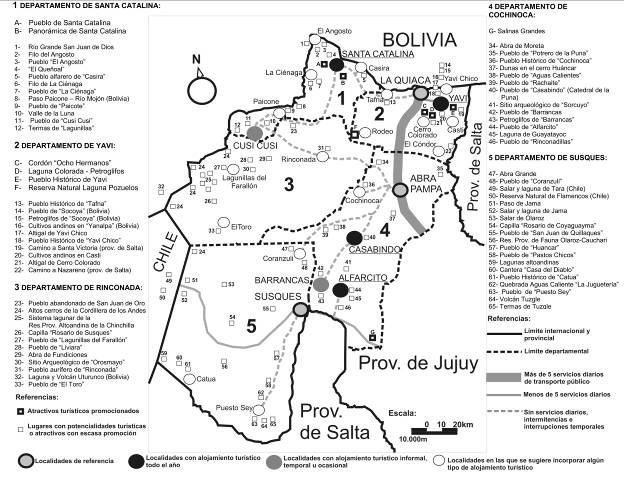 1 DEPARTAMENTO DE SANTA CATALINA:
A- Pueblo de Santa Catalina
B- Panorámica de Santa Catalina
1- Río Grande San Juan de Dios
2- Filo del Angosto
3- Pueblo "El Angosto"
4- "El Queñoal"
5- Pueblo alfarero de "Casira"
6- Filo de La Ciénaga
7- Pueblo de "La Ciénaga"
8- Paso Paicone – Río Mojón (Bolivia)
9- Pueblo de "Paicone"
10- Valle de la Luna
11- Pueblo de "Cusi Cusi"
12- Termas de "Lagunillas"
2 DEPARTAMENTO DE YAVI:
C- Cordón "Ocho Hermanos"
D- Laguna Colorada - Petroglifos
E- Pueblo Histórico de Yavi
F- Reserva Natural Laguna Pozuelos
13- Pueblo Histórico de "Tafna"
14- Pueblo de "Socoya" (Bolivia)
15- Petroglifos de "Socoya" (Bolivia)
16- Cultivos andinos en "Yanalpa" (Bolivia)
17- Altigal de Yavi Chico
18- Pueblo Histórico de "Yavi Chico"
19- Camino a Santa Victoria (prov. de Salta)
20- Cultivos andinos en Casti
21- Altigal de Cerro Colorado
22- Camino a Nazareno (prov. de Salta)
3 DEPARTAMENTO DE RINCONADA:
23- Pueblo abandonado de San Juan de Oro
24- Altos cerros de la Cordillera de los Andes
25- Sistema lagunar de la
Res.Prov. Altoandina de la Chinchilla
26- Capilla "Rosario de Susques"
27- Pueblo de "Lagunillas del Farallón"
28- Pueblo de "Liviara"
29- Abra de Fundiciones
30- Sitio Arqueológico de "Orosmayo"
31- Pueblo aurífero de "Rinconada"
32- Laguna y Volcán Uturunco (Bolivia)
33- Pueblo de "El Toro"
Referencias:
Atractivos turísticos promocionados
Lugares con potencialidades turísticas
o atractivos con escasa promoción
4 DEPARTAMENTO DE
COCHINOCA:
G- Salinas Grandes
34- Abra de Moreta
35- Pueblo de "Potrero de la Puna"
36- Pueblo Histórico de "Cochinoca"
37- Dunas en el cerro Huáncar
38- Pueblo de "Aguas Calientes"
39- Pueblo de "Rachaite"
40- Pueblo de "Casabindo" (Catedral de la
Puna)
41- Sitio arqueológico de "Sorcuyo"
42- Pueblo de "Barrancas"
43- Petroglifos de "Barrancas"
44- Pueblo de "Alfarcito"
45- Laguna de Guayatayoc
46- Pueblo de "Rinconadillas"
5 DEPARTAMENTO DE SUSQUES:
47- Abra Grande
48- Pueblo de "Coranzulí"
49- Salar y laguna de Tara (Chile)
50- Reserva Natural de Flamencos (Chile)
51- Paso de Jama
52- Salar y laguna de Jama
53- Salar de Olaroz
54- Capilla "Rosario de Coyaguayma"
55- Pueblo de "San Juan de Quillaques"
56- Res. Prov. de Fauna Olaroz-Cauchari
57- Pueblo de "Huancar"
58- Pueblo de "Pastos Chicos"
59- Lagunas altoandinas
60- Cantera "Casa del Diablo"
61- Pueblo Histórico de "Catua"
62- Quebrada Aguas Caliente "La Juguetería"
63- Pueblo de "Puesto Sey"
64- Volcán Tuzgle
65- Termas de Tuzgle
Referencias:
Límite internacional y
provincial
Límite departamental
Más de 5 servicios diarios
de transporte público
Menos de 5 servicios diarios
Sin servicios diarios,
intermitencias e
interrupciones temporales
BOLIVIA
El Angosto
SANTA CATALINA
La Ciénaga
Casira
LA QUIACA
Yavi Chico
YAVI
Tafna
Paicone
CUSI CUSI
Rodeo
Cerro
Colorado
Casti
El Cóndor
Rinconada
Lagunillas del
Farallón
ABRA
PAMPA
Cochinoca
El Toro
CASABINDO
Coranzulí
BARRANCAS
ALFARCITO
SUSQUES
Catua
Puesto Sey
CHILE
Prov. de Salta
Prov. de Jujuy
Prov.
de Salta
N
1
2
3
4
5
Escala:
0 10 20km
10.000m
Localidades de referencia
Localidades con alojamiento turístico
todo el año
Localidades con alojamiento turístico informal,
temporal u ocasional
Localidades en las que se sugiere incorporar algún
tipo de alojamiento turístico